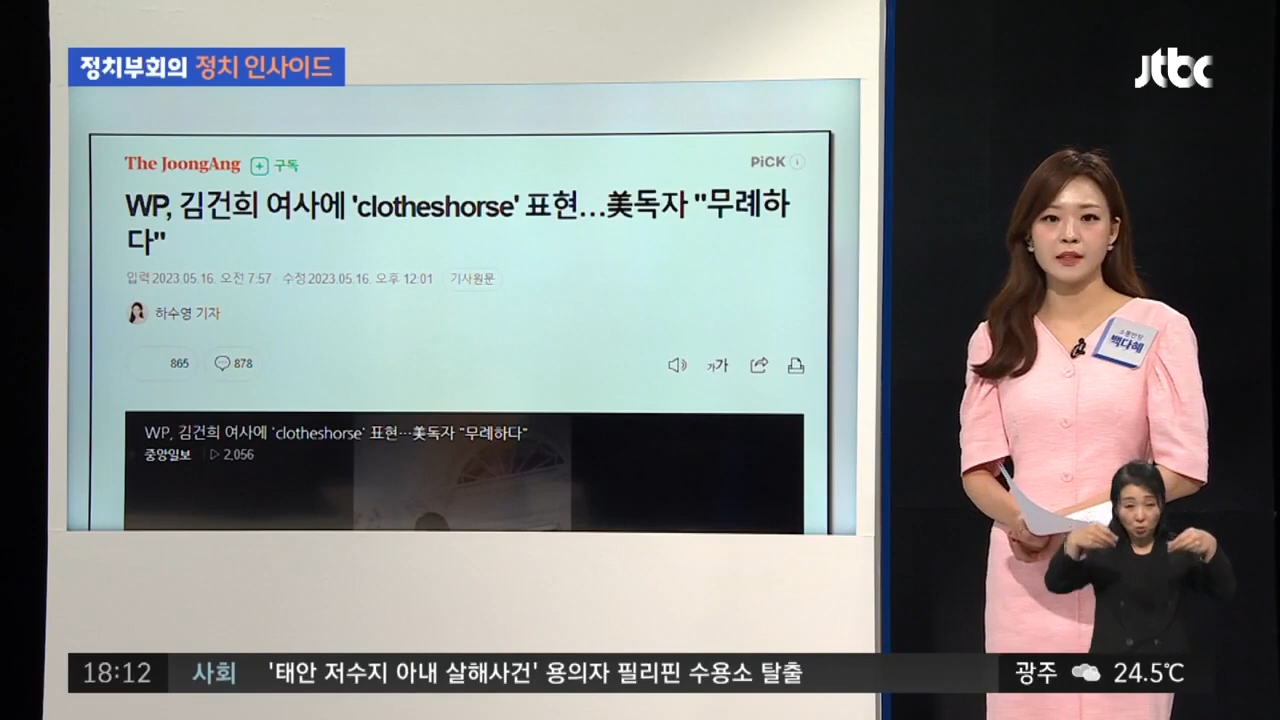 정치부회의 정치 인사이드
jtbc
The JoongAng + 구독
PiCK i
WP, 김건희 여사에 'clotheshorse' 표현...美독자 "무례하
다"
입력 2023.05.16. 오전 7:57 수정 2023.05.16. 오후 12:01 기사원문
하수영 기자
865 878
가가
WP, 김건희 여사에 'clotheshorse' 표현…美독자 "무례하다"
중앙일보 2,056
소통반장
백다혜
18:12 사회 '태안 저수지 아내 살해사건' 용의자 필리핀 수용소 탈출
광주 24.5℃